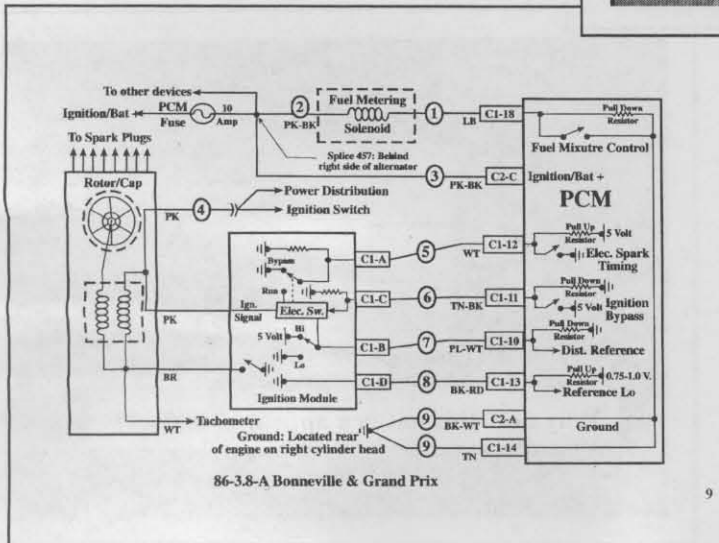 To other devices
Ignition/Bat +
PCM
Fuse
10
Amp
2
PK-BK
Fuel Metering
Solenoid
1
LB
C1-18
Pull Down
Resistor
Fuel Mixutre Control
To Spark Plugs
Splice 457: Behind
right side of alternator
3
PK-BK
C2-C
Ignition/Bat +
PCM
Rotor/Cap
PK
4
Power Distribution
Ignition Switch
5
WT
C1-12
Pull Up
Resistor
5 Volt
Elec. Spark
Timing
C1-A
Bypass
Run
Ign.
Signal
Elec. Sw.
C1-C
6
TN-BK
C1-11
Pull Down
Resistor
5 Volt
Ignition
Bypass
PK
5 Volt
Hi
Lo
C1-B
7
PL-WT
C1-10
Pull Down
Resistor
Dist. Reference
BR
C1-D
8
BK-RD
C1-13
Pull Up
Resistor
0.75-1.0 V.
Reference Lo
Ignition Module
WT
Tachometer
Ground: Located rear
of engine on right cylinder head
9
BK-WT
C2-A
Ground
9
TN
C1-14
86-3.8-A Bonneville & Grand Prix
9